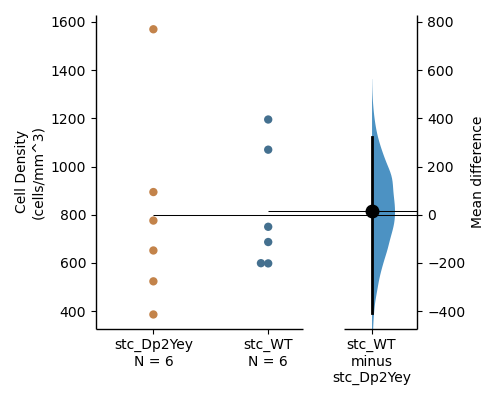 1600
1400
1200
1000
800
600
400
Cell Density
(cells/mm^3)
800
600
400
200
0
−200
−400
Mean difference
stc_Dp2Yey
N = 6
stc_WT
N = 6
stc_WT
minus
stc_Dp2Yey